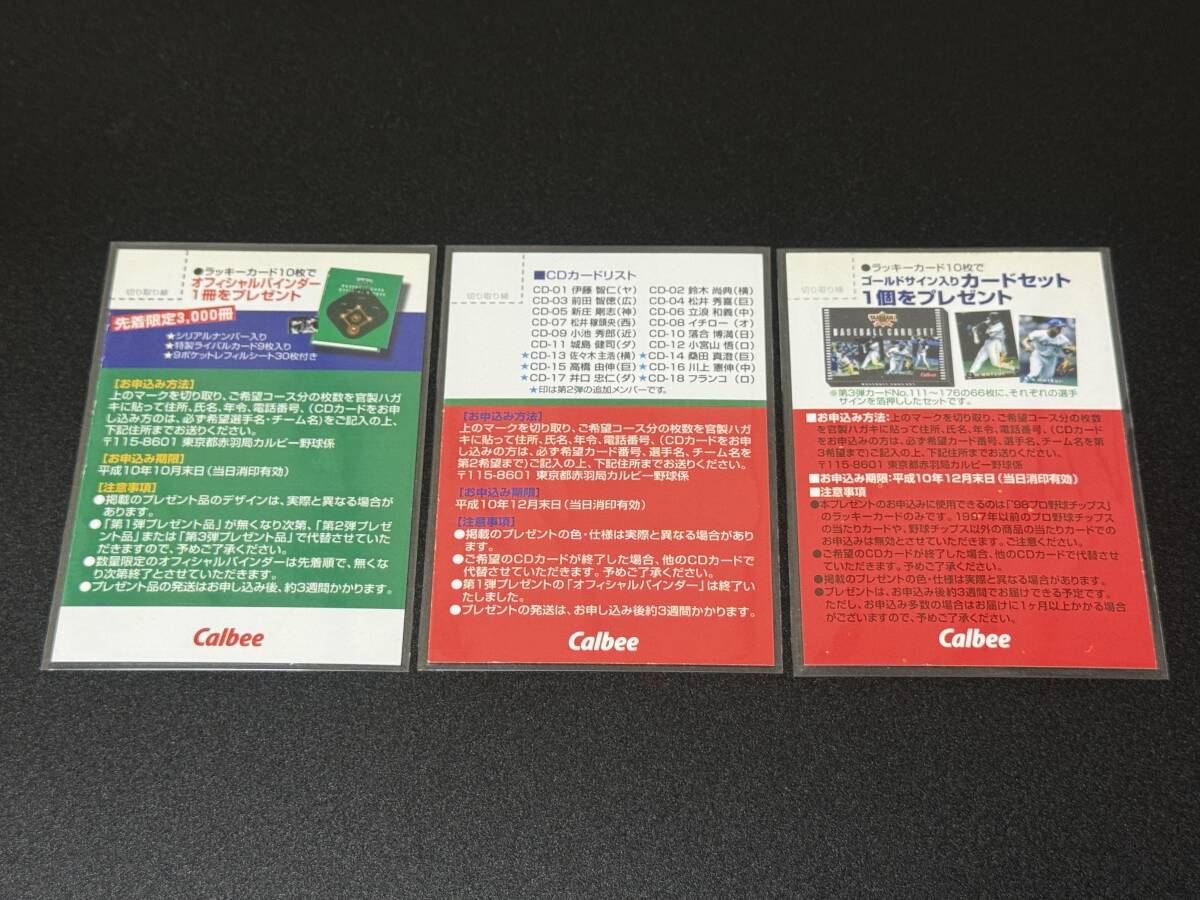 切り取り線
●ラッキーカード10枚で
オフィシャルバインダー
1冊をプレゼント
先着限定3,000冊
★シリアルナンバー入り
★特製ライバルカード9枚入り
★9ポケットレフィルシート30枚付き
【お申込み方法】
上のマークを切り取り、ご希望コース分の枚数を官製ハガ
キに貼って住所、氏名、年令、電話番号、(CDカードをお申
し込み方のは、必ず希望選手名・チーム名)をご記入の上、
下記住所までお送りください。
〒115-8601 東京都赤羽局カルビー野球係
【お申込み期限】
平成10年10月末日(当日消印有効)
【注意事項】
●掲載のプレゼント品のデザインは、実際と異なる場合が
あります。
●「第1弾プレゼント品」が無くなり次第、「第2弾プレゼ
ント品」または「第3弾プレゼント品」で代替させていた
だきますので、予めご了承ください。
●数量限定のオフィシャルバインダーは先着順で、無くな
り次第終了とさせていただきます。
●プレゼント品の発送はお申し込み後、約3週間かかります。
Calbee
切り取り線
■CDカードリスト
CD-01 伊藤 智仁(ヤ) CD-02 鈴木 尚典(横)
CD-03 前田 智徳(広) CD-04 松井 秀喜(巨)
CD-05 新庄 剛志(神) CD-06 立浪 和義(中)
CD-07 松井稼頭央(西) CD-08 イチロー(オ)
CD-09 小池 秀郎(近) CD-10 落合 博満(日)
CD-11 城島 健司(ダ) CD-12 小宮山 悟(ロ)
★CD-13 佐々木主浩(横) ★CD-14 桑田 真澄(巨)
★CD-15 高橋 由伸(巨) ★CD-16 川上 憲伸(中)
★CD-17 井口 忠仁(ダ) ★CD-18 フランコ(ロ)
★印は第2弾の追加メンバーです。
【お申込み方法】
上のマークを切り取り、ご希望コース分の枚数を官製ハガ
キに貼って住所、氏名、年令、電話番号、(CDカードをお申
し込みの方は、必ず希望カード番号、選手名、チーム名を
第2希望まで)ご記入の上、下記住所までお送りください。
〒115-8601 東京都赤羽局カルビー野球係
【お申込み期限】
平成10年12月末日(当日消印有効)
【注意事項】
●掲載のプレゼントの色・仕様は実際と異なる場合があり
ます。
●ご希望のCDカードが終了した場合、他のCDカードで
代替させていただきます。予めご了承ください。
●第1弾プレゼントの「オフィシャルバインダー」は終了い
たしました。
●プレゼントの発送は、お申し込み後約3週間かかります。
Calbee
切り取り線
●ラッキーカード10枚で
ゴールドサイン入りカードセット
1個をプレゼント
BASEBALL CARD SET
Calbee
※第3弾カードNo.111〜176の66枚に、それぞれの選手
サインを箔押ししたセットです。
■お申込み方法:上のマークを切り取り、ご希望コース分の枚数
を官製ハガキに貼って住所、氏名、年令、電話番号、(CDカード
をお申込みの方は、必ず希望カード番号、選手名、チーム名を第
3希望まで)ご記入の上、下記住所までお送りください。
〒115-8601 東京都赤羽局カルビー野球係
■お申込み期限:平成10年12月末日(当日消印有効)
■注意事項
●本プレゼントのお申込みに使用できるのは「'98プロ野球チップス」
のラッキーカードのみです。1997年以前のプロ野球チップス
の当たりカードや、野球チップス以外の商品の当たりカードでの
お申込みは無効とさせていただきます。ご注意ください。
●ご希望のCDカードが終了した場合、他のCDカードで代替させ
ていただきます。予めご了承ください。
●掲載のプレゼントの色・仕様は実際と異なる場合があります。
●プレゼントは、お申込み後約3週間でお届けできる予定です。
ただし、お申込み多数の場合はお届けに1ヶ月以上かかる場合
がございますので、予めご了承ください。
Calbee